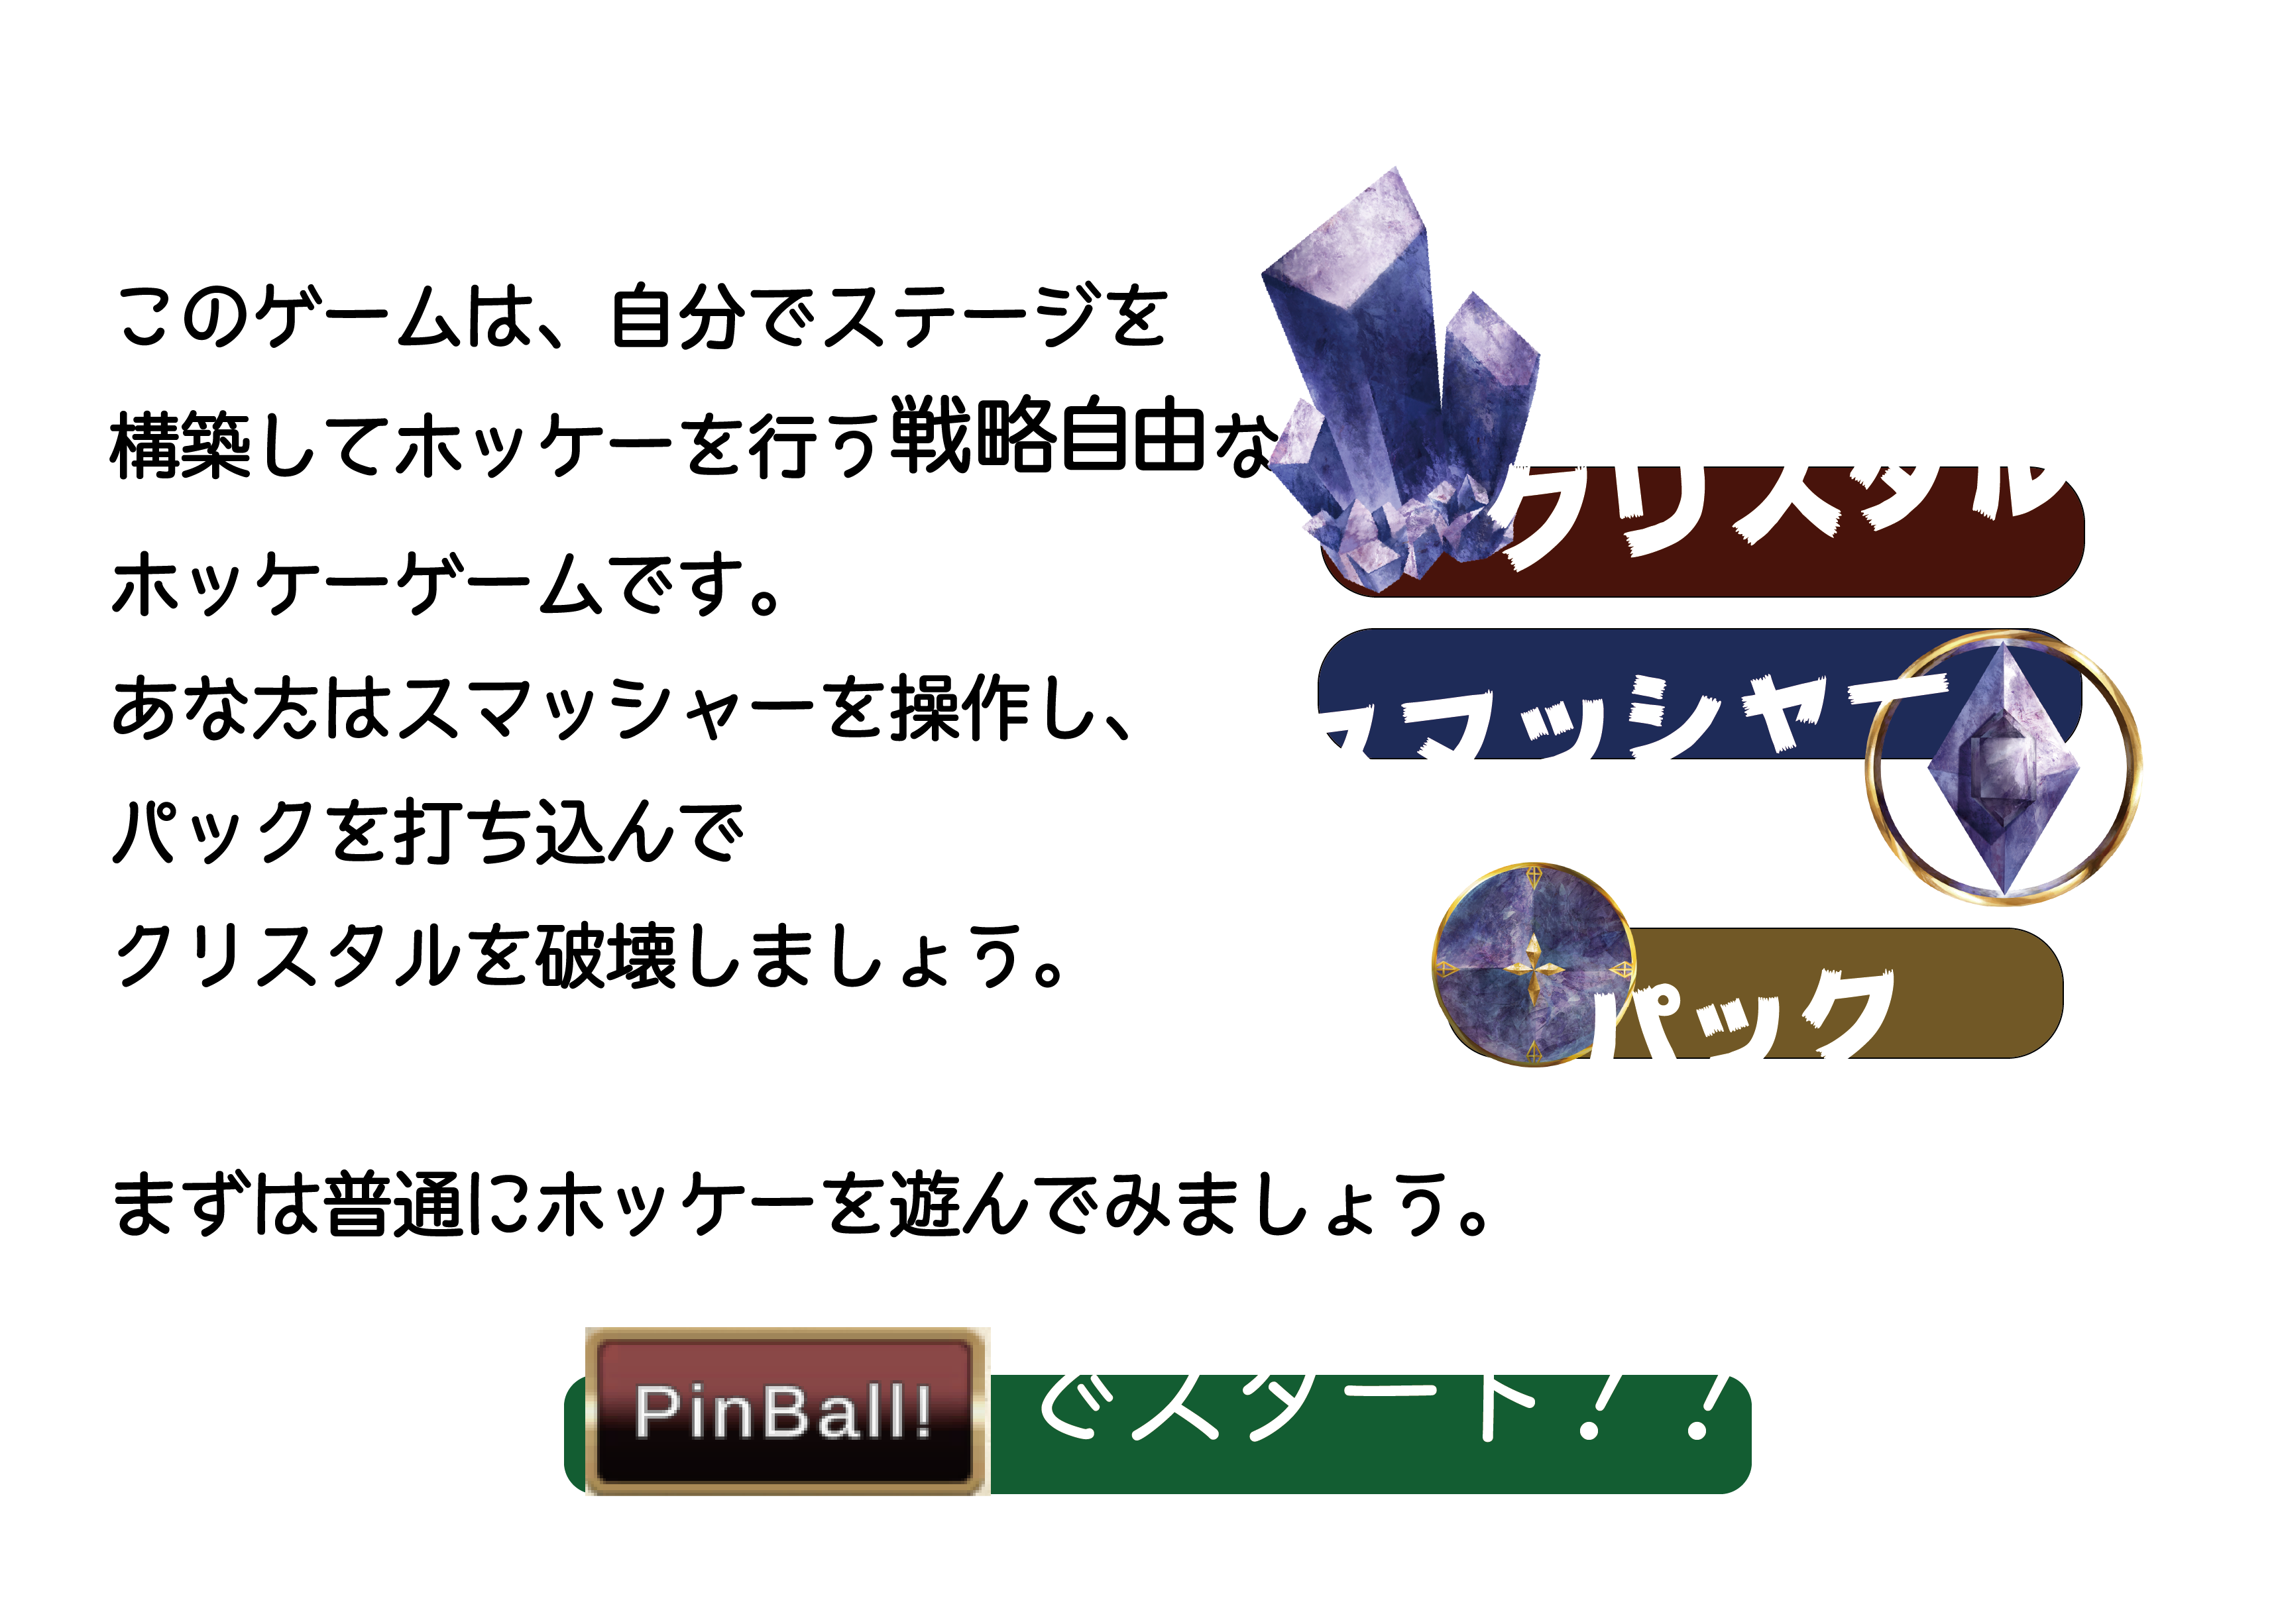 このゲームは、自分でステージを
構築してホッケーを行う戦略自由な
ホッケーゲームです。
あなたはスマッシャーを操作し、
パックを打ち込んで
クリスタルを破壊しましょう。
クリスタル
スマッシャー
パック
まずは普通にホッケーを遊んでみましょう。
PinBall! でスタート！！